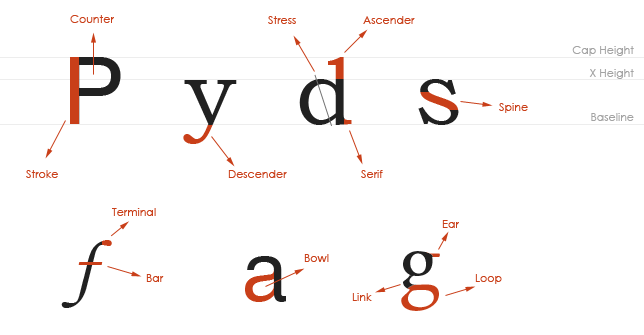 Counter
Stress
Ascender
Cap Height
X Height
Baseline
P y d s
Spine
Stroke
Descender
Serif
Terminal
Bar
f a g
Bowl
Ear
Link
Loop